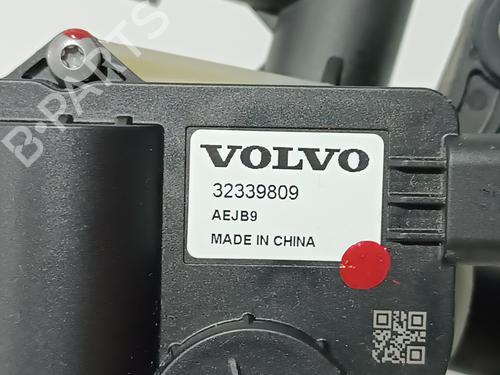 VOLVO
32339809
AEJB9
MADE IN CHINA
B-PARTS